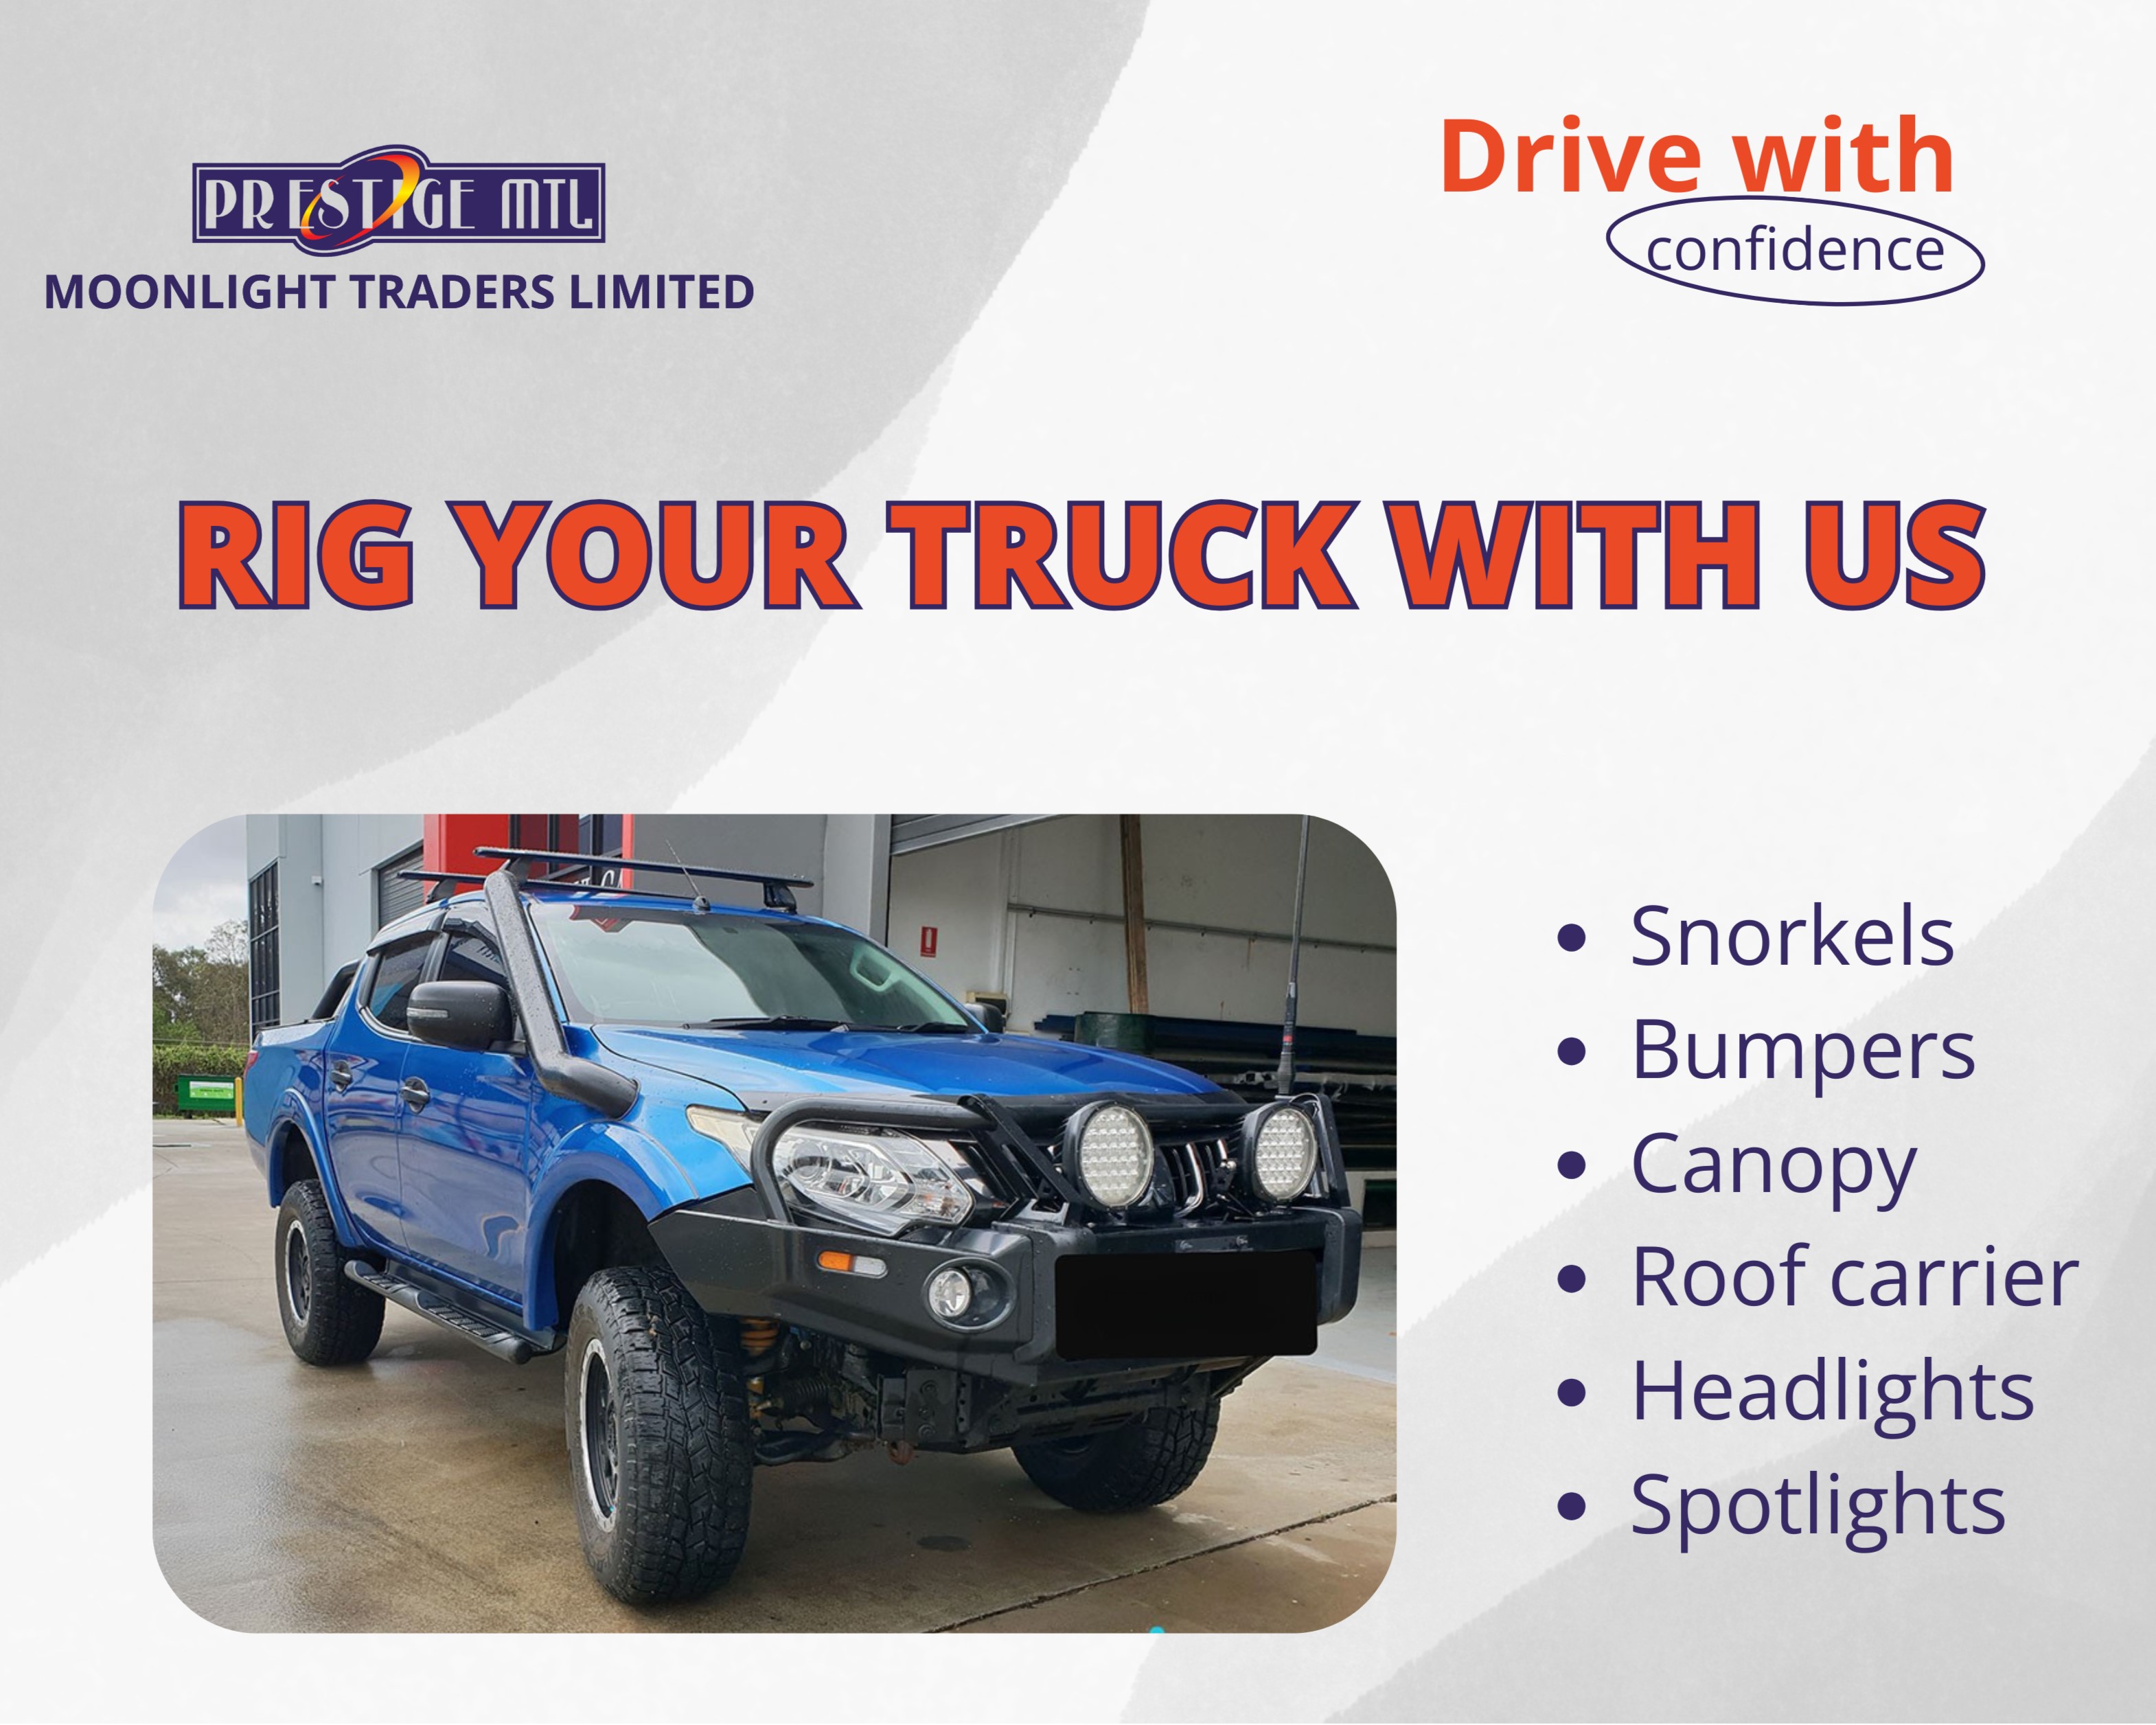 PRESTIGE MTL
MOONLIGHT TRADERS LIMITED
Drive with
confidence
RIG YOUR TRUCK WITH US
• Snorkels
• Bumpers
• Canopy
• Roof carrier
• Headlights
• Spotlights